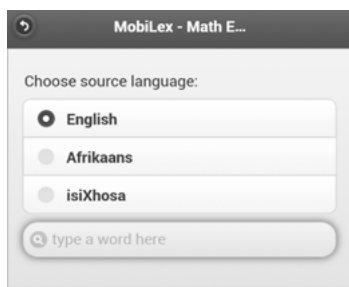 MobiLex - Math E...
Choose source language:
English
Afrikaans
isiXhosa
type a word here